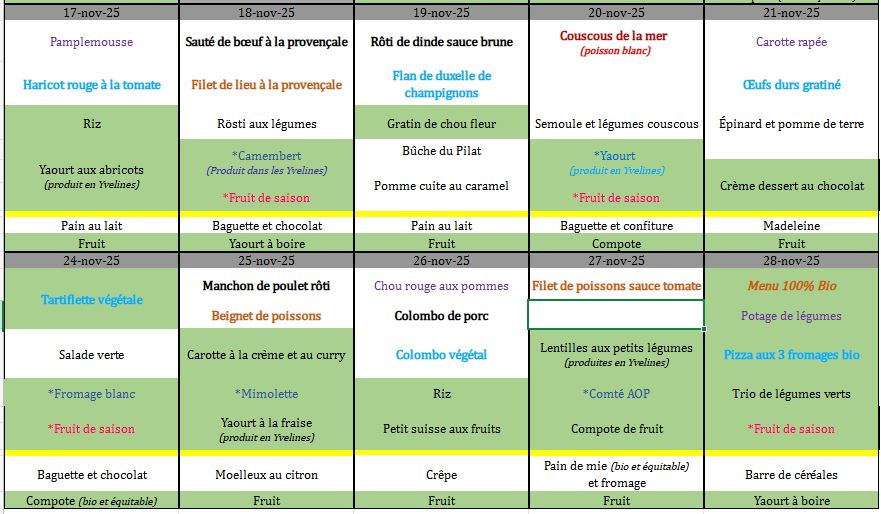 17-nov-25 18-nov-25 19-nov-25 20-nov-25 21-nov-25
Pamplemousse Sauté de bœuf à la provençale Rôti de dinde sauce brune Couscous de la mer Carotte rapée
(poisson blanc)
Haricot rouge à la tomate Filet de lieu à la provençale Flan de duxelle de Œufs durs gratiné
champignons
Riz Rösti aux légumes Gratin de chou fleur Semoule et légumes couscous Épinard et pomme de terre
Yaourt aux abricots *Camembert Bûche du Pilat *Yaourt Crème dessert au chocolat
(produit en Yvelines) (Produit dans les Yvelines) Pomme cuite au caramel (produit en Yvelines)
*Fruit de saison *Fruit de saison
Pain au lait Baguette et chocolat Pain au lait Baguette et confiture Madeleine
Fruit Yaourt à boire Fruit Compote Fruit
24-nov-25 25-nov-25 26-nov-25 27-nov-25 28-nov-25
Tartiflette végétale Manchon de poulet rôti Chou rouge aux pommes Filet de poissons sauce tomate Menu 100% Bio
Beignet de poissons Colombo de porc Potage de légumes
Salade verte Carotte à la crème et au curry Colombo végétal Lentilles aux petits légumes Pizza aux 3 fromages bio
(produites en Yvelines)
*Fromage blanc *Mimolette Riz *Comté AOP Trio de légumes verts
*Fruit de saison Yaourt à la fraise Petit suisse aux fruits Compote de fruit *Fruit de saison
(produit en Yvelines)
Baguette et chocolat Moelleux au citron Crêpe Pain de mie (bio et équitable) Barre de céréales
et fromage
Compote (bio et équitable) Fruit Fruit Fruit Yaourt à boire